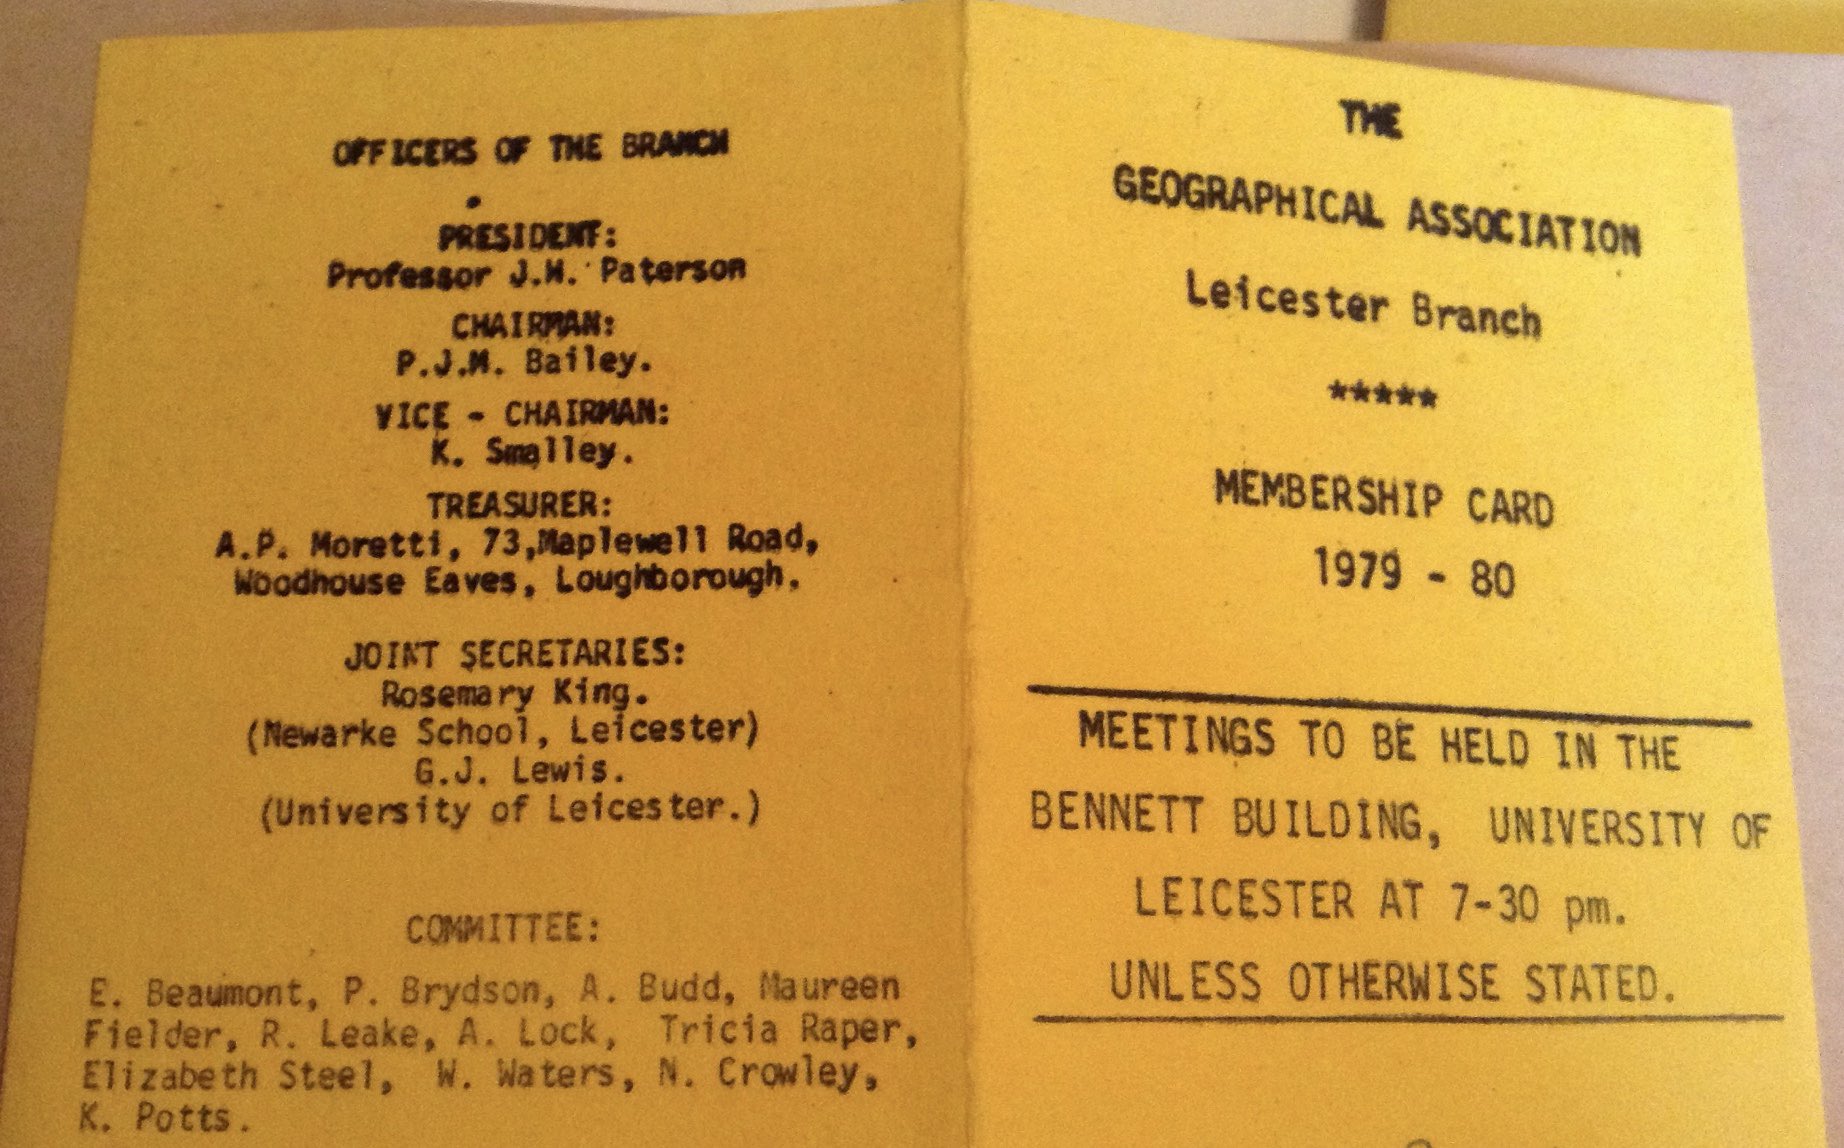 OFFICERS OF THE BRANCH
PRESIDENT:
Professor J.H. Paterson
CHAIRMAN:
P.J.M. Bailey.
VICE - CHAIRMAN:
K. Smalley.
TREASURER:
A.P. Moretti, 73,Maplewell Road,
Woodhouse Eaves, Loughborough.
JOINT SECRETARIES:
Rosemary King.
(Newarke School, Leicester)
G.J. Lewis.
(University of Leicester.)
COMMITTEE:
E. Beaumont, P. Brydson, A. Budd, Maureen
Fielder, R. Leake, A. Lock, Tricia Raper,
Elizabeth Steel, W. Waters, N. Crowley,
K. Potts.
THE
GEOGRAPHICAL ASSOCIATION
Leicester Branch
*****
MEMBERSHIP CARD
1979 - 80
MEETINGS TO BE HELD IN THE
BENNETT BUILDING, UNIVERSITY OF
LEICESTER AT 7-30 pm.
UNLESS OTHERWISE STATED.